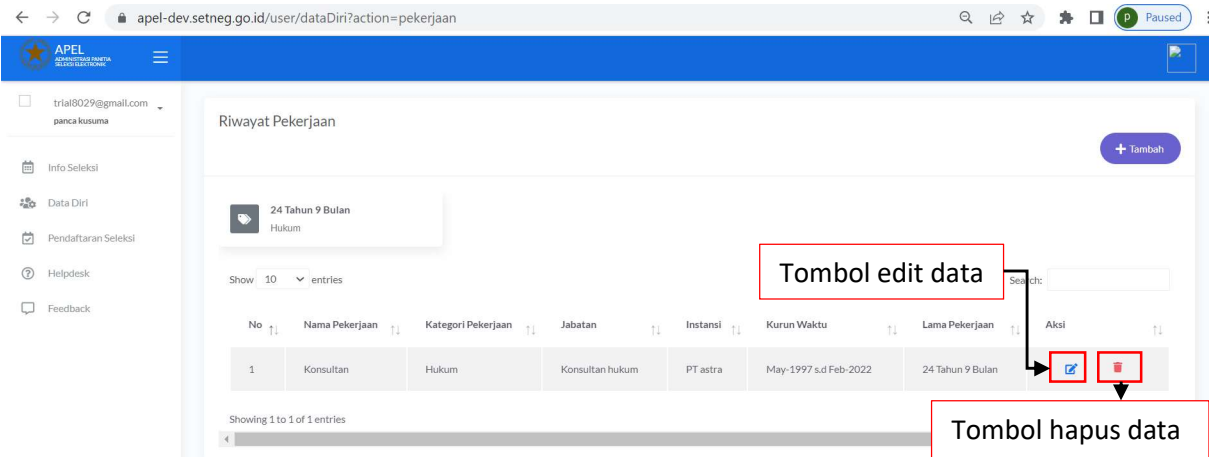 apel-dev.setneg.go.id/user/dataDiri?action=pekerjaan
P Paused
APEL
ADMINISTRASI PANITIA
SELEKSI ELEKTRONIK
trial8029@gmail.com
panca kusuma
Info Seleksi
Data Diri
Pendaftaran Seleksi
Helpdesk
Feedback
Riwayat Pekerjaan
+ Tambah
24 Tahun 9 Bulan
Hukum
Show 10 entries
Search:
Tombol edit data
No Nama Pekerjaan Kategori Pekerjaan Jabatan Instansi Kurun Waktu Lama Pekerjaan Aksi
1 Konsultan Hukum Konsultan hukum PT astra May-1997 s.d Feb-2022 24 Tahun 9 Bulan
Showing 1 to 1 of 1 entries
Tombol hapus data